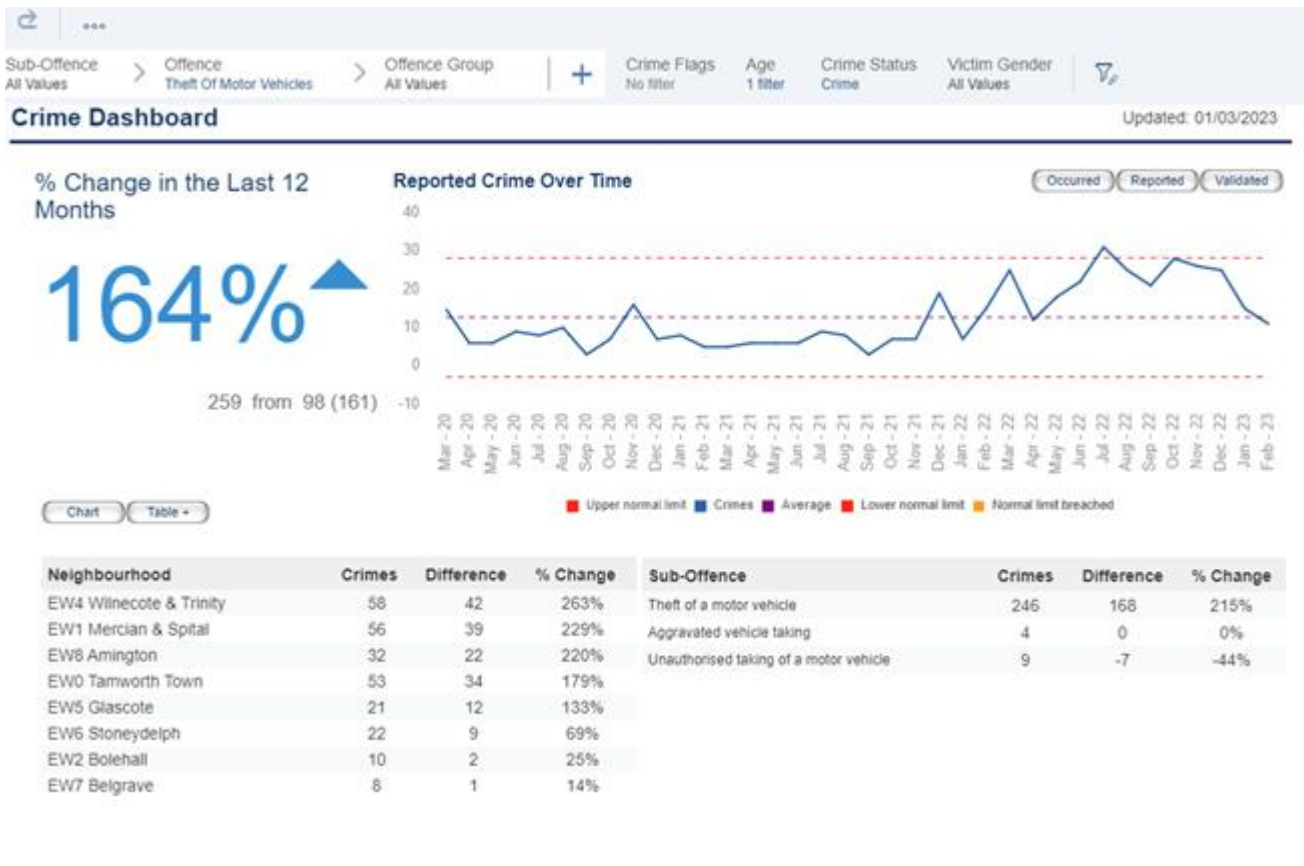 Sub-Offence
All Values
Offence
Theft Of Motor Vehicles
Offence Group
All Values
Crime Flags
No filter
Age
1 filter
Crime Status
Crime
Victim Gender
All Values
Crime Dashboard
Updated: 01/03/2023
% Change in the Last 12
Months
164%
259 from 98 (161)
Reported Crime Over Time
Occurred Reported Validated
40
30
20
10
0
-10
Mar - 20
Apr - 20
May - 20
Jun - 20
Jul - 20
Aug - 20
Sep - 20
Oct - 20
Nov - 20
Dec - 20
Jan - 21
Feb - 21
Mar - 21
Apr - 21
May - 21
Jun - 21
Jul - 21
Aug - 21
Sep - 21
Oct - 21
Nov - 21
Dec - 21
Jan - 22
Feb - 22
Mar - 22
Apr - 22
May - 22
Jun - 22
Jul - 22
Aug - 22
Sep - 22
Oct - 22
Nov - 22
Dec - 22
Jan - 23
Feb - 23
Upper normal limit Crimes Average Lower normal limit Normal limit breached
Chart Table +
Neighbourhood Crimes Difference % Change
EW4 Wilnecote & Trinity 58 42 263%
EW1 Mercian & Spital 56 39 229%
EW8 Amington 32 22 220%
EW0 Tamworth Town 53 34 179%
EW5 Glascote 21 12 133%
EW6 Stoneydelph 22 9 69%
EW2 Bolehall 10 2 25%
EW7 Belgrave 8 1 14%
Sub-Offence Crimes Difference % Change
Theft of a motor vehicle 246 168 215%
Aggravated vehicle taking 4 0 0%
Unauthorised taking of a motor vehicle 9 -7 -44%